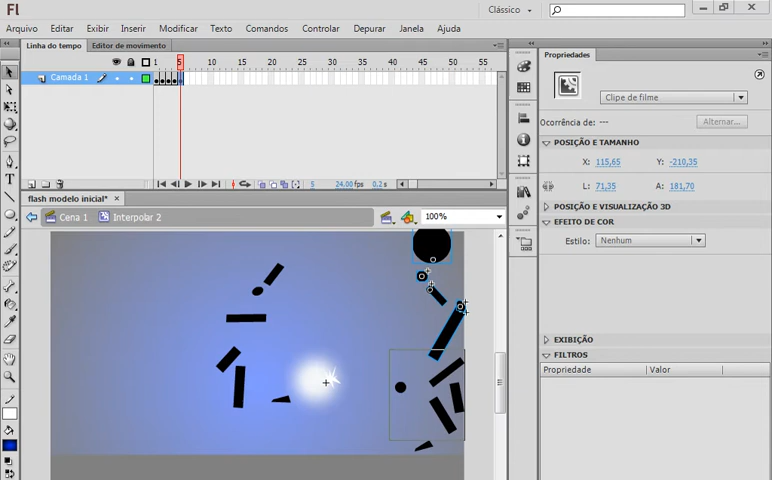 Fl
Clássico
Arquivo Editar Exibir Inserir Modificar Texto Comandos Controlar Depurar Janela Ajuda
Linha do tempo Editor de movimento
1 5 10 15 20 25 30 35 40 45 50 55
Camada 1
5 24.00 fps 0,2 s
flash modelo inicial* ×
Cena 1 Interpolar 2 100%
Propriedades
Clipe de filme
Ocorrência de: --- Alternar...
POSIÇÃO E TAMANHO
X: 115,65 Y: -210,35
L: 71,35 A: 181,70
POSIÇÃO E VISUALIZAÇÃO 3D
EFEITO DE COR
Estilo: Nenhum
EXIBIÇÃO
FILTROS
Propriedade Valor